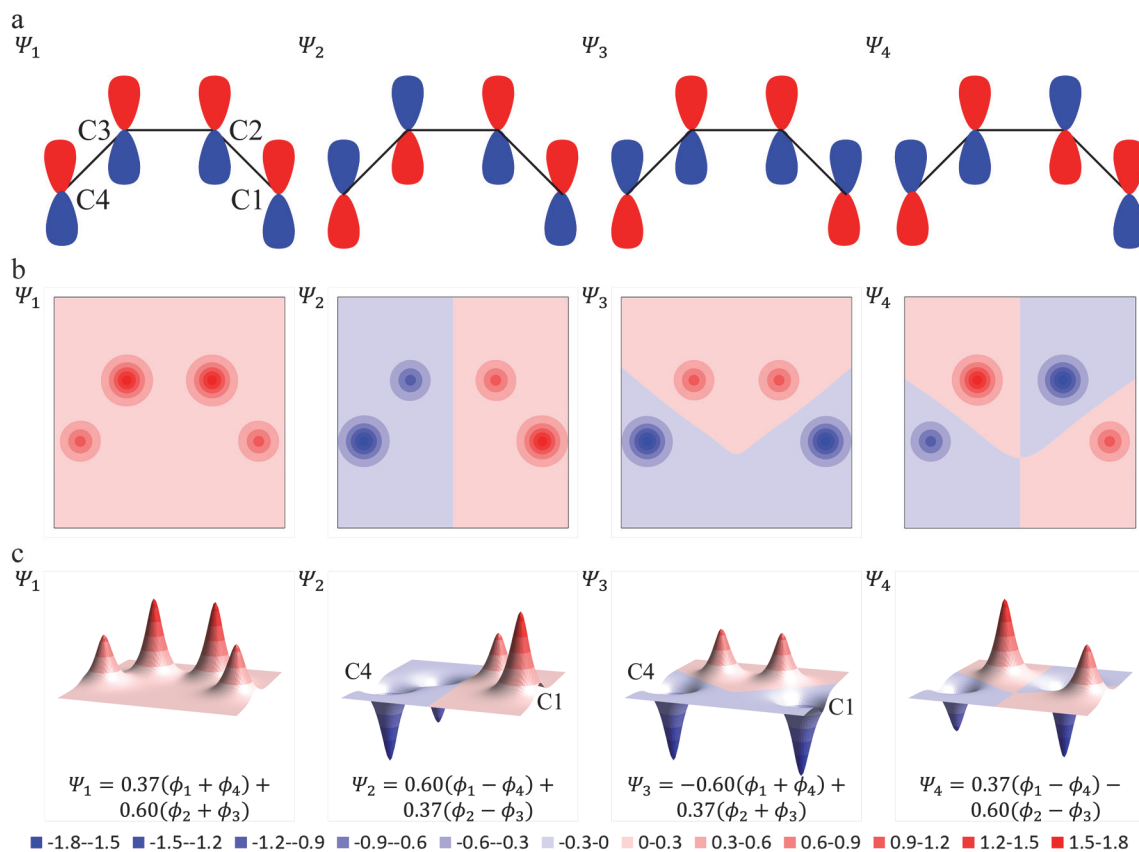 a
Ψ1 Ψ2 Ψ3 Ψ4
C3 C2
C4 C1
b
Ψ1 Ψ2 Ψ3 Ψ4
c
Ψ1 Ψ2 Ψ3 Ψ4
C4 C1 C4 C1
Ψ1 = 0.37(ϕ1 + ϕ4) +
0.60(ϕ2 + ϕ3)
Ψ2 = 0.60(ϕ1 − ϕ4) +
0.37(ϕ2 − ϕ3)
Ψ3 = −0.60(ϕ1 + ϕ4) +
0.37(ϕ2 + ϕ3)
Ψ4 = 0.37(ϕ1 − ϕ4) −
0.60(ϕ2 − ϕ3)
-1.8--1.5 -1.5--1.2 -1.2--0.9 -0.9--0.6 -0.6--0.3 -0.3-0 0-0.3 0.3-0.6 0.6-0.9 0.9-1.2 1.2-1.5 1.5-1.8